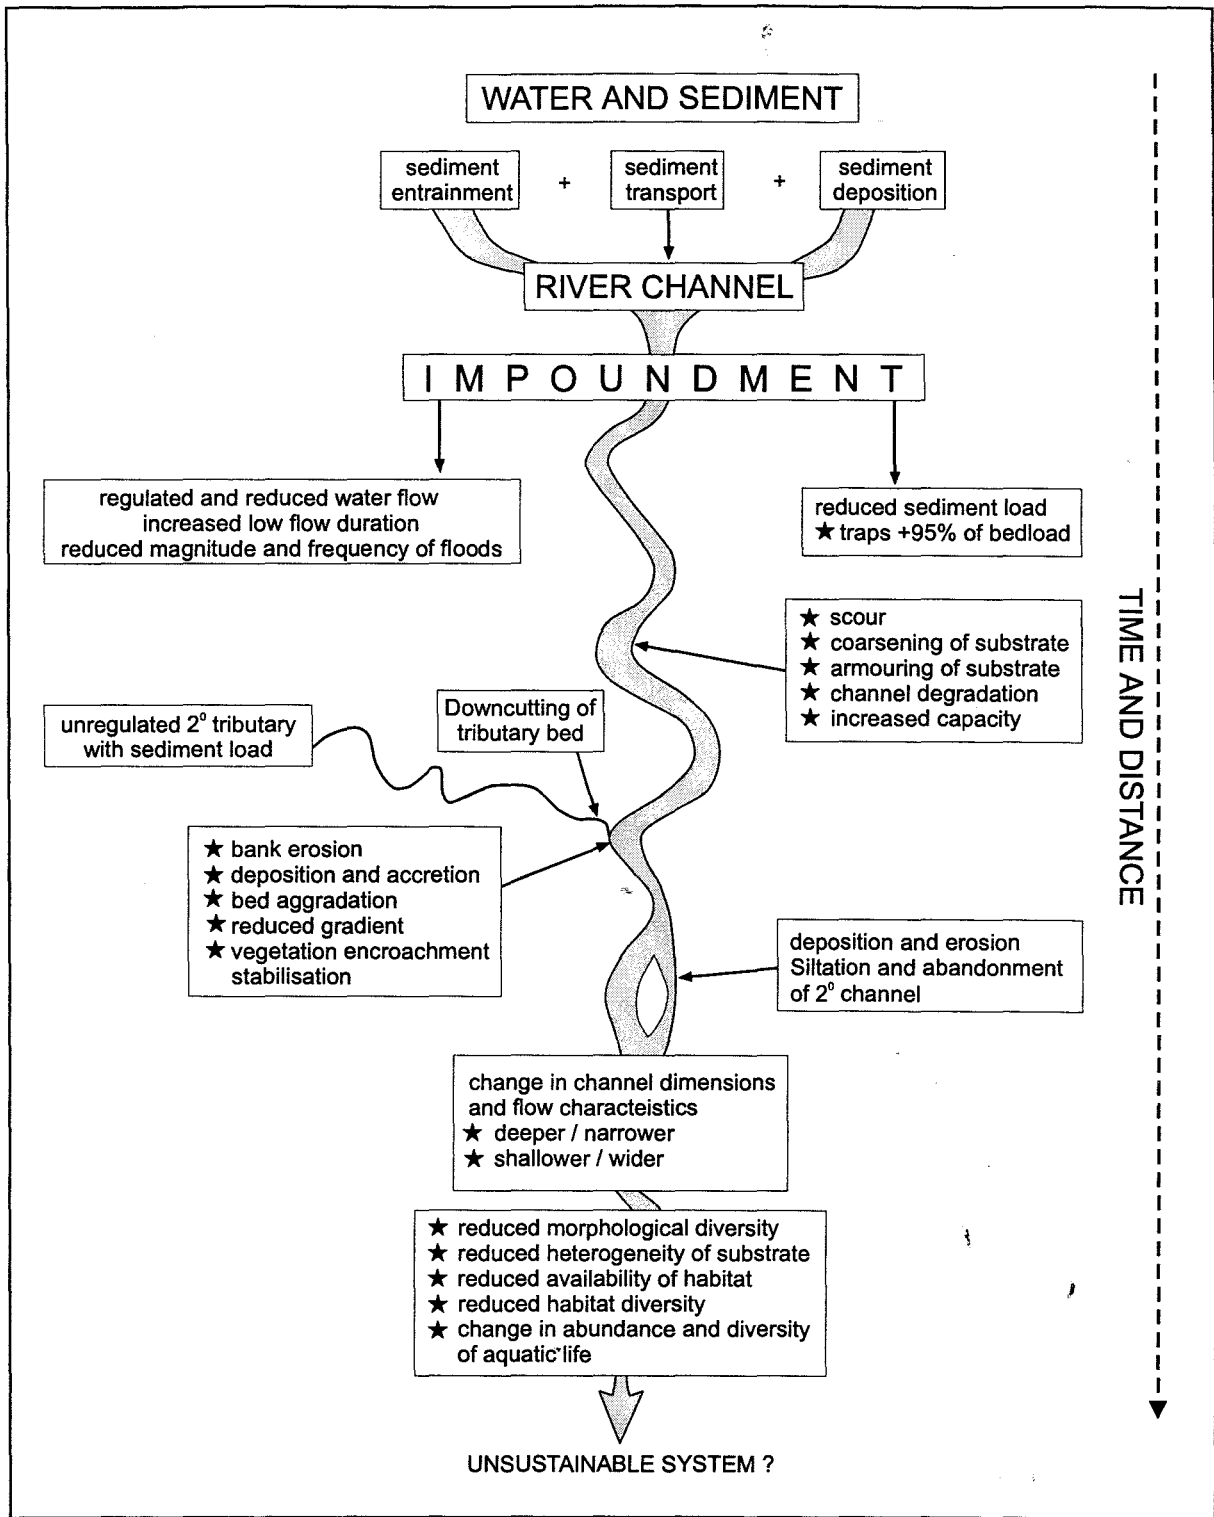 WATER AND SEDIMENT
sediment
entrainment
+
sediment
transport
+
sediment
deposition
RIVER CHANNEL
I M P O U N D M E N T
regulated and reduced water flow
increased low flow duration
reduced magnitude and frequency of floods
reduced sediment load
★ traps +95% of bedload
★ scour
★ coarsening of substrate
★ armouring of substrate
★ channel degradation
★ increased capacity
TIME AND DISTANCE
unregulated 2⁰ tributary
with sediment load
Downcutting of
tributary bed
★ bank erosion
★ deposition and accretion
★ bed aggradation
★ reduced gradient
★ vegetation encroachment
stabilisation
deposition and erosion
Siltation and abandonment
of 2⁰ channel
change in channel dimensions
and flow characteistics
★ deeper / narrower
★ shallower / wider
★ reduced morphological diversity
★ reduced heterogeneity of substrate
★ reduced availability of habitat
★ reduced habitat diversity
★ change in abundance and diversity
of aquatic life
UNSUSTAINABLE SYSTEM ?